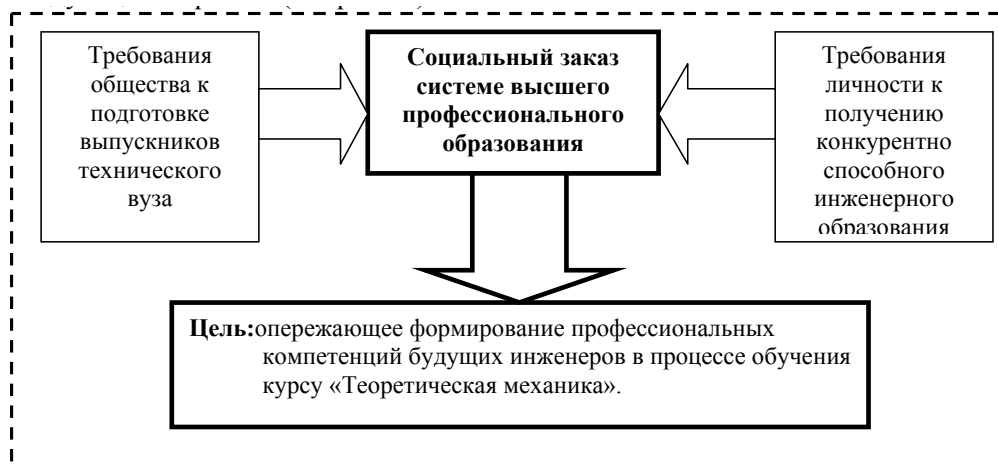 Требования
общества к
подготовке
выпускников
технического
вуза
Социальный заказ
системе высшего
профессионального
образования
Требования
личности к
получению
конкурентно
способного
инженерного
образования
Цель:опережающее формирование профессиональных
компетенций будущих инженеров в процессе обучения
курсу «Теоретическая механика».